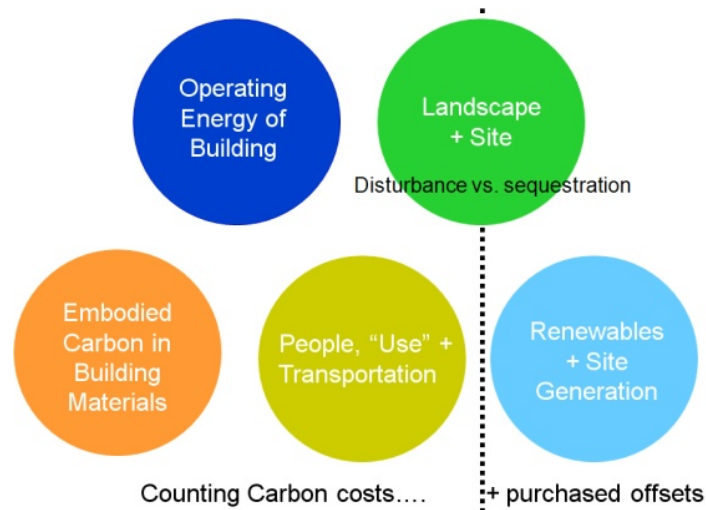 Operating
Energy of
Building
Landscape
+ Site
Disturbance vs. sequestration
Embodied
Carbon in
Building
Materials
People, “Use” +
Transportation
Renewables
+ Site
Generation
Counting Carbon costs….
+ purchased offsets